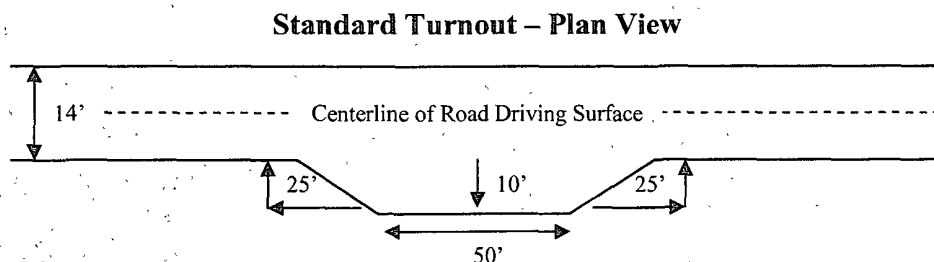 Standard Turnout – Plan View
14’
Centerline of Road Driving Surface
25’
10’
25’
50’